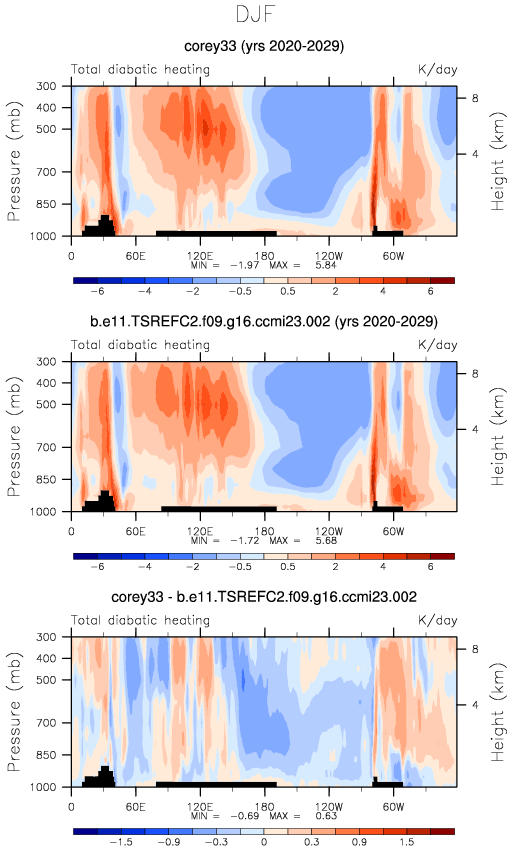 DJF
corey33 (yrs 2020-2029)
Total diabatic heating K/day
300
400
500
700
850
1000
Pressure (mb)
8
4
Height (km)
0 60E 120E 180 120W 60W
MIN = -1.97 MAX = 5.84
-6 -4 -2 -1 -0.5 0.5 1 2 4 6
b.e11.TSREFC2.f09.g16.ccmi23.002 (yrs 2020-2029)
Total diabatic heating K/day
300
400
500
700
850
1000
Pressure (mb)
8
4
Height (km)
0 60E 120E 180 120W 60W
MIN = -1.72 MAX = 5.68
-6 -4 -2 -1 -0.5 0.5 1 2 4 6
corey33 - b.e11.TSREFC2.f09.g16.ccmi23.002
Total diabatic heating K/day
300
400
500
700
850
1000
Pressure (mb)
8
4
Height (km)
0 60E 120E 180 120W 60W
MIN = -0.69 MAX = 0.63
-1.5 -0.9 -0.3 0 0.3 0.9 1.5